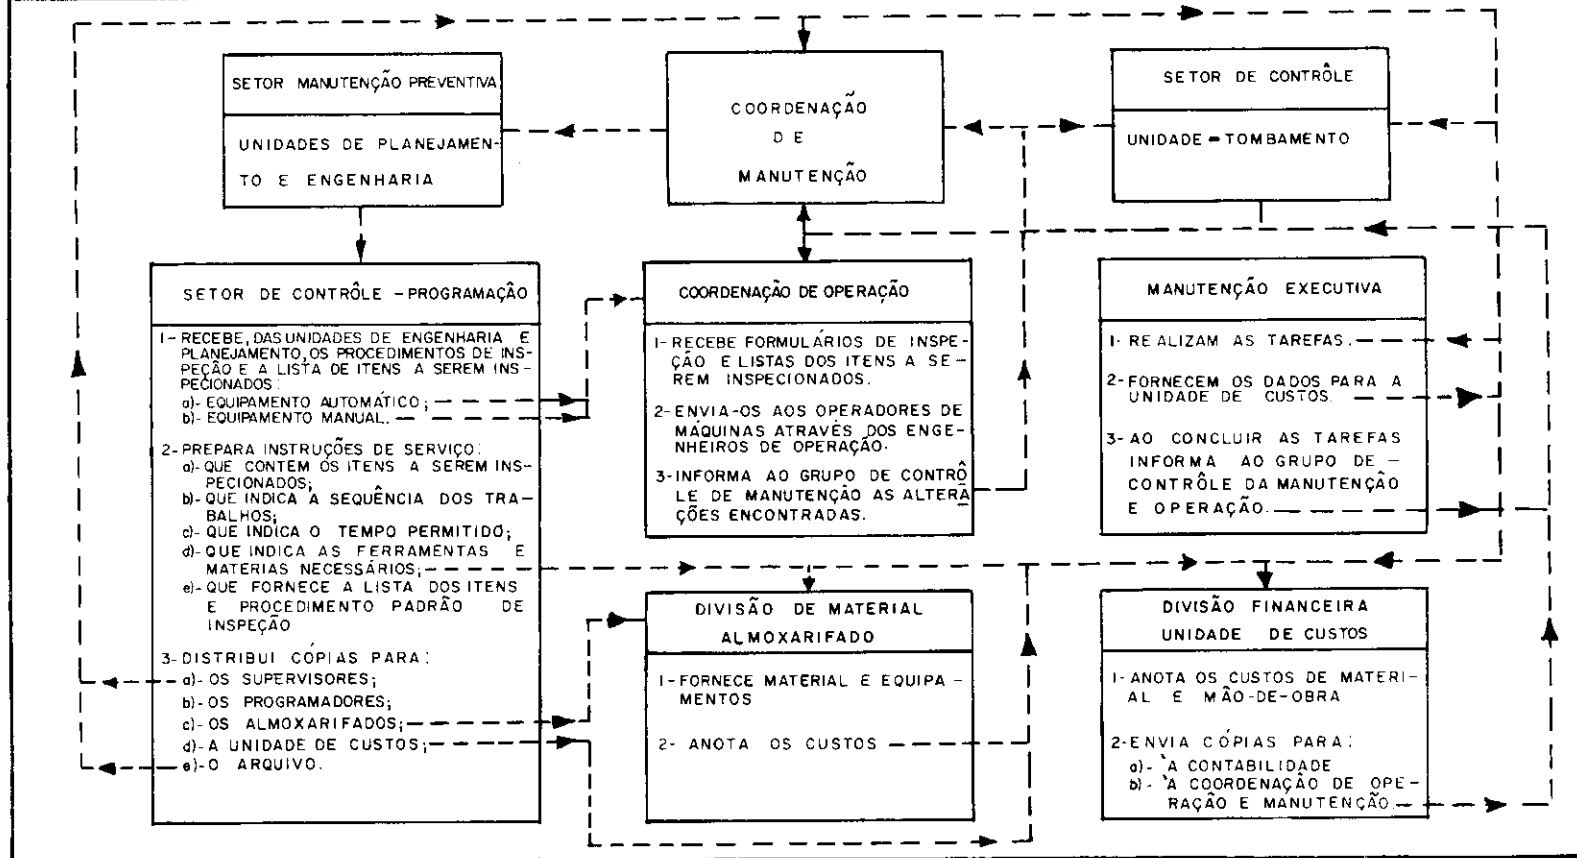 SETOR MANUTENÇÃO PREVENTIVA
UNIDADES DE PLANEJAMEN-
TO E ENGENHARIA
COORDENAÇÃO
DE
MANUTENÇÃO
SETOR DE CONTRÔLE
UNIDADE = TOMBAMENTO
SETOR DE CONTRÔLE - PROGRAMAÇÃO
1- RECEBE, DAS UNIDADES DE ENGENHARIA E
PLANEJAMENTO, OS PROCEDIMENTOS DE INS-
PEÇÃO E A LISTA DE ITENS A SEREM INS-
PECIONADOS:
a)- EQUIPAMENTO AUTOMÁTICO;
b)- EQUIPAMENTO MANUAL.
2- PREPARA INSTRUÇÕES DE SERVIÇO:
a)- QUE CONTEM OS ITENS A SEREM INS-
PECIONADOS;
b)- QUE INDICA A SEQUÊNCIA DOS TRA-
BALHOS;
c)- QUE INDICA O TEMPO PERMITIDO;
d)- QUE INDICA AS FERRAMENTAS E
MATERIAS NECESSÁRIOS;
e)- QUE FORNECE A LISTA DOS ITENS
E PROCEDIMENTO PADRÃO DE
INSPEÇÃO
3- DISTRIBUI CÓPIAS PARA:
a)- OS SUPERVISORES;
b)- OS PROGRAMADORES;
c)- OS ALMOXARIFADOS;
d)- A UNIDADE DE CUSTOS;
e)- O ARQUIVO.
COORDENAÇÃO DE OPERAÇÃO
1- RECEBE FORMULÁRIOS DE INSPE-
ÇÃO E LISTAS DOS ITENS A SE-
REM INSPECIONADOS.
2- ENVIA-OS AOS OPERADORES DE
MÁQUINAS ATRAVÉS DOS ENGE-
NHEIROS DE OPERAÇÃO.
3- INFORMA AO GRUPO DE CONTRÔ
LE DE MANUTENÇÃO AS ALTERA
ÇÕES ENCONTRADAS.
MANUTENÇÃO EXECUTIVA
1- REALIZAM AS TAREFAS.
2- FORNECEM OS DADOS PARA A
UNIDADE DE CUSTOS.
3- AO CONCLUIR AS TAREFAS
INFORMA AO GRUPO DE-
CONTRÔLE DA MANUTENÇÃO
E OPERAÇÃO.
DIVISÃO DE MATERIAL
ALMOXARIFADO
1- FORNECE MATERIAL E EQUIPA-
MENTOS
2- ANOTA OS CUSTOS
DIVISÃO FINANCEIRA
UNIDADE DE CUSTOS
1- ANOTA OS CUSTOS DE MATERI-
AL E MÃO-DE-OBRA
2- ENVIA CÓPIAS PARA:
a)- `A CONTABILIDADE
b)- `A COORDENAÇÃO DE OPE-
RAÇÃO E MANUTENÇÃO.